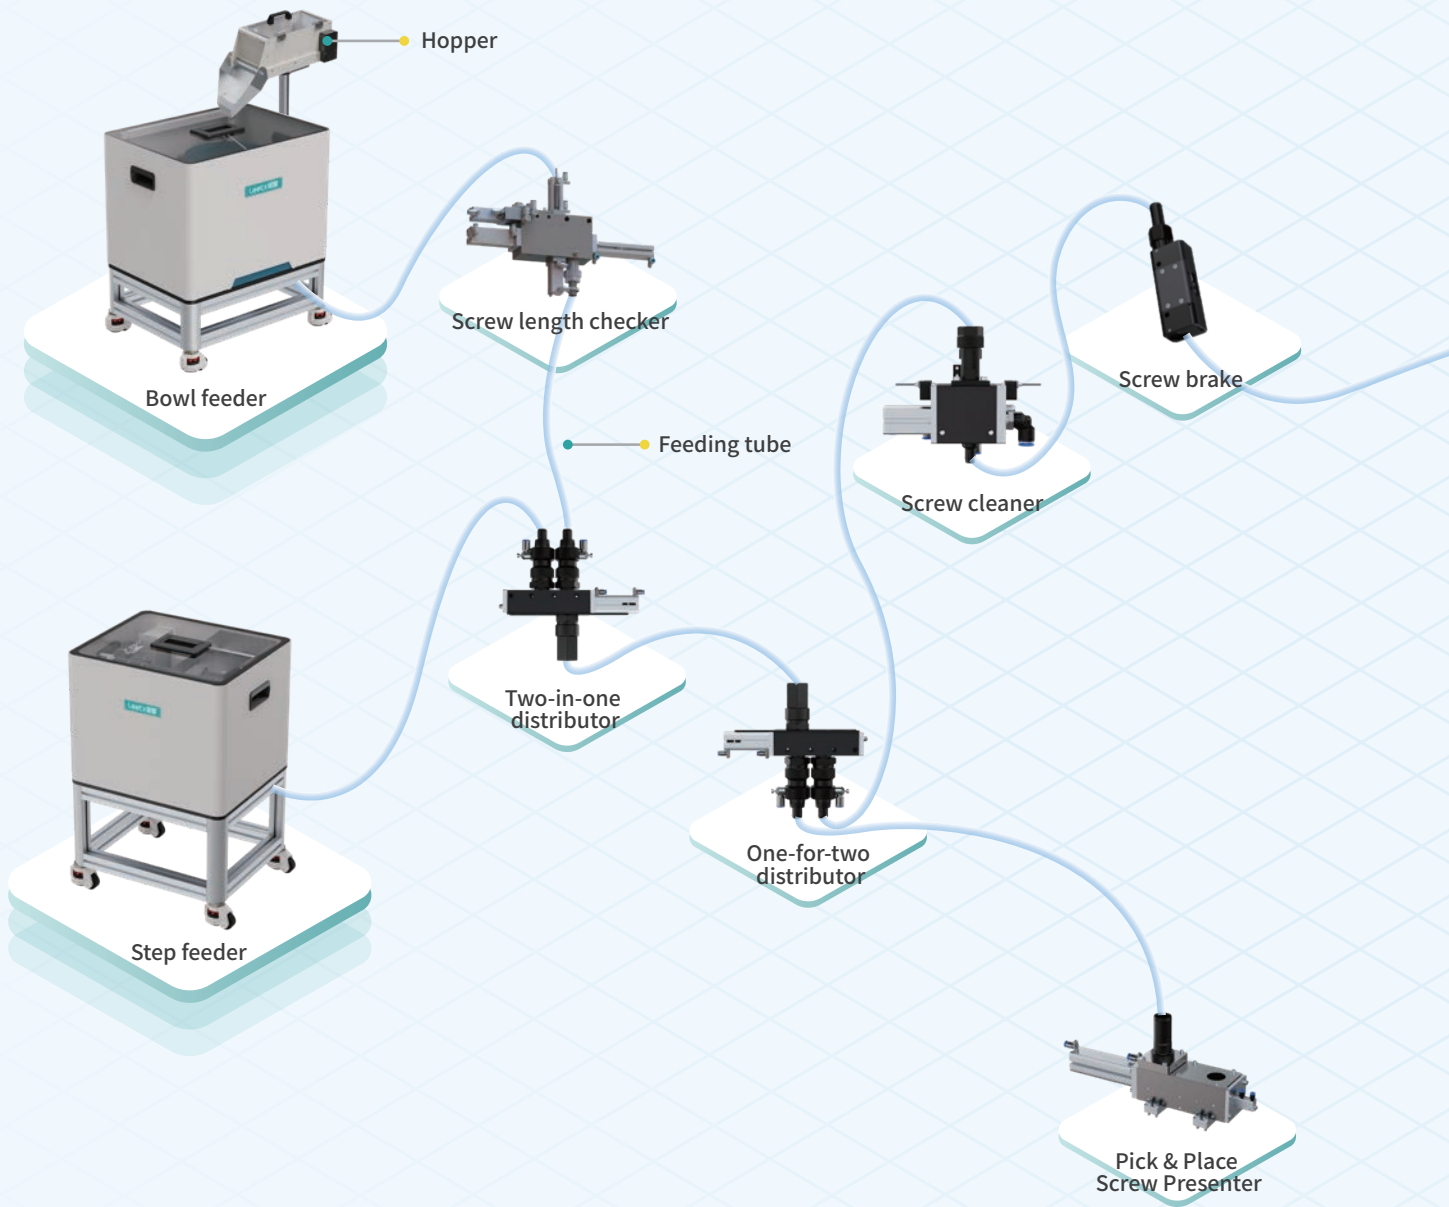 Hopper
Screw length checker
Bowl feeder
Screw brake
Feeding tube
Screw cleaner
Two-in-one
distributor
One-for-two
distributor
Step feeder
Pick & Place
Screw Presenter